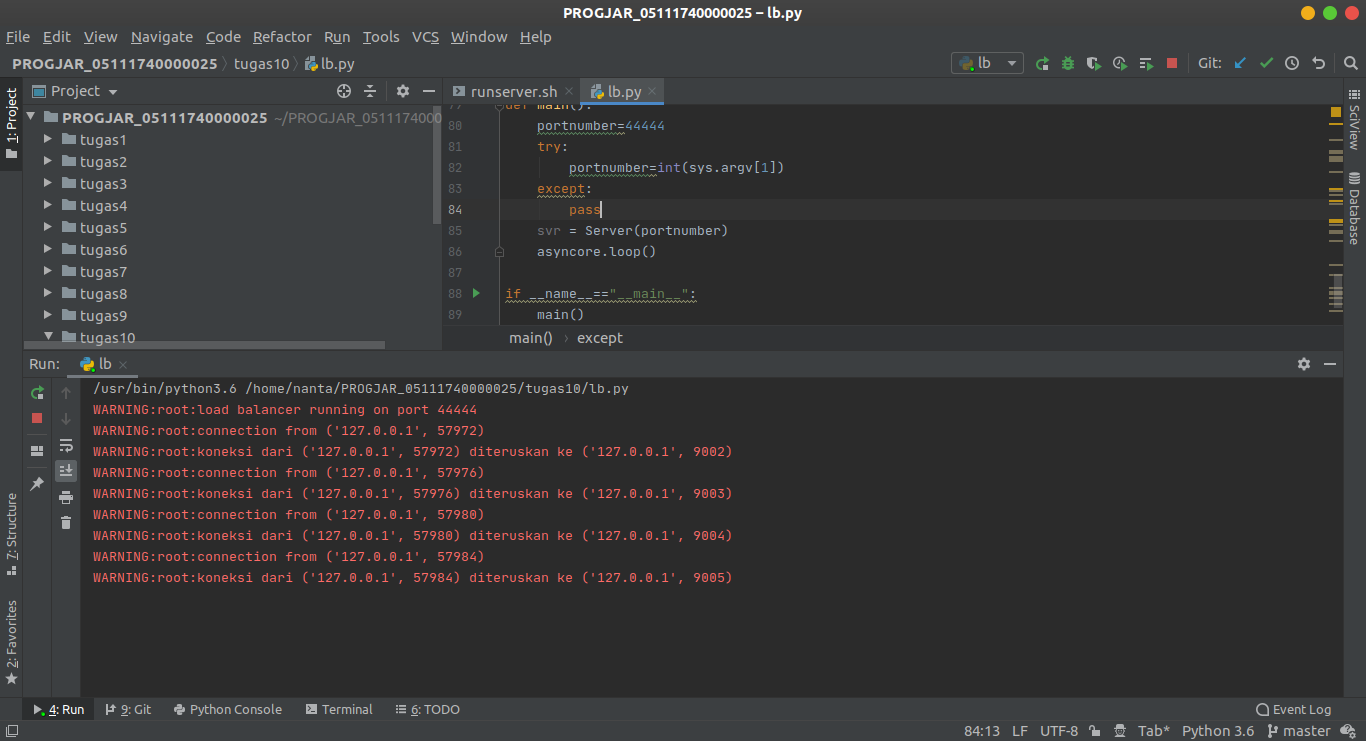 PROGJAR_05111740000025 – lb.py
File Edit View Navigate Code Refactor Run Tools VCS Window Help
PROGJAR_05111740000025 tugas10 lb.py
lb
Git:
1: Project
Project
PROGJAR_05111740000025 ~/PROGJAR_0511174000
tugas1
tugas2
tugas3
tugas4
tugas5
tugas6
tugas7
tugas8
tugas9
tugas10
runserver.sh
lb.py
79 def main():
80 portnumber=44444
81 try:
82 portnumber=int(sys.argv[1])
83 except:
84 pass
85 svr = Server(portnumber)
86 asyncore.loop()
87
88 if __name__=="__main__":
89 main()
main() › except
SciView
Database
Run: lb
/usr/bin/python3.6 /home/nanta/PROGJAR_05111740000025/tugas10/lb.py
WARNING:root:load balancer running on port 44444
WARNING:root:connection from ('127.0.0.1', 57972)
WARNING:root:koneksi dari ('127.0.0.1', 57972) diteruskan ke ('127.0.0.1', 9002)
WARNING:root:connection from ('127.0.0.1', 57976)
WARNING:root:koneksi dari ('127.0.0.1', 57976) diteruskan ke ('127.0.0.1', 9003)
WARNING:root:connection from ('127.0.0.1', 57980)
WARNING:root:koneksi dari ('127.0.0.1', 57980) diteruskan ke ('127.0.0.1', 9004)
WARNING:root:connection from ('127.0.0.1', 57984)
WARNING:root:koneksi dari ('127.0.0.1', 57984) diteruskan ke ('127.0.0.1', 9005)
7: Structure
2: Favorites
4: Run 9: Git Python Console Terminal 6: TODO Event Log
84:13 LF UTF-8 Tab* Python 3.6 master